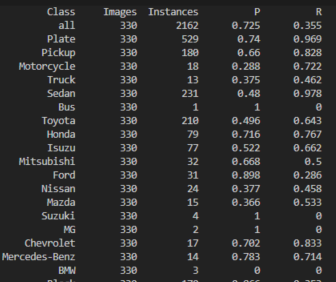 Class Images Instances P R
all 330 2162 0.725 0.355
Plate 330 529 0.74 0.969
Pickup 330 180 0.66 0.828
Motorcycle 330 18 0.288 0.722
Truck 330 13 0.375 0.462
Sedan 330 231 0.48 0.978
Bus 330 1 1 0
Toyota 330 210 0.496 0.643
Honda 330 79 0.716 0.767
Isuzu 330 77 0.522 0.662
Mitsubishi 330 32 0.668 0.5
Ford 330 31 0.898 0.286
Nissan 330 24 0.377 0.458
Mazda 330 15 0.366 0.533
Suzuki 330 4 1 0
MG 330 2 1 0
Chevrolet 330 17 0.702 0.833
Mercedes-Benz 330 14 0.783 0.714
BMW 330 3 0 0